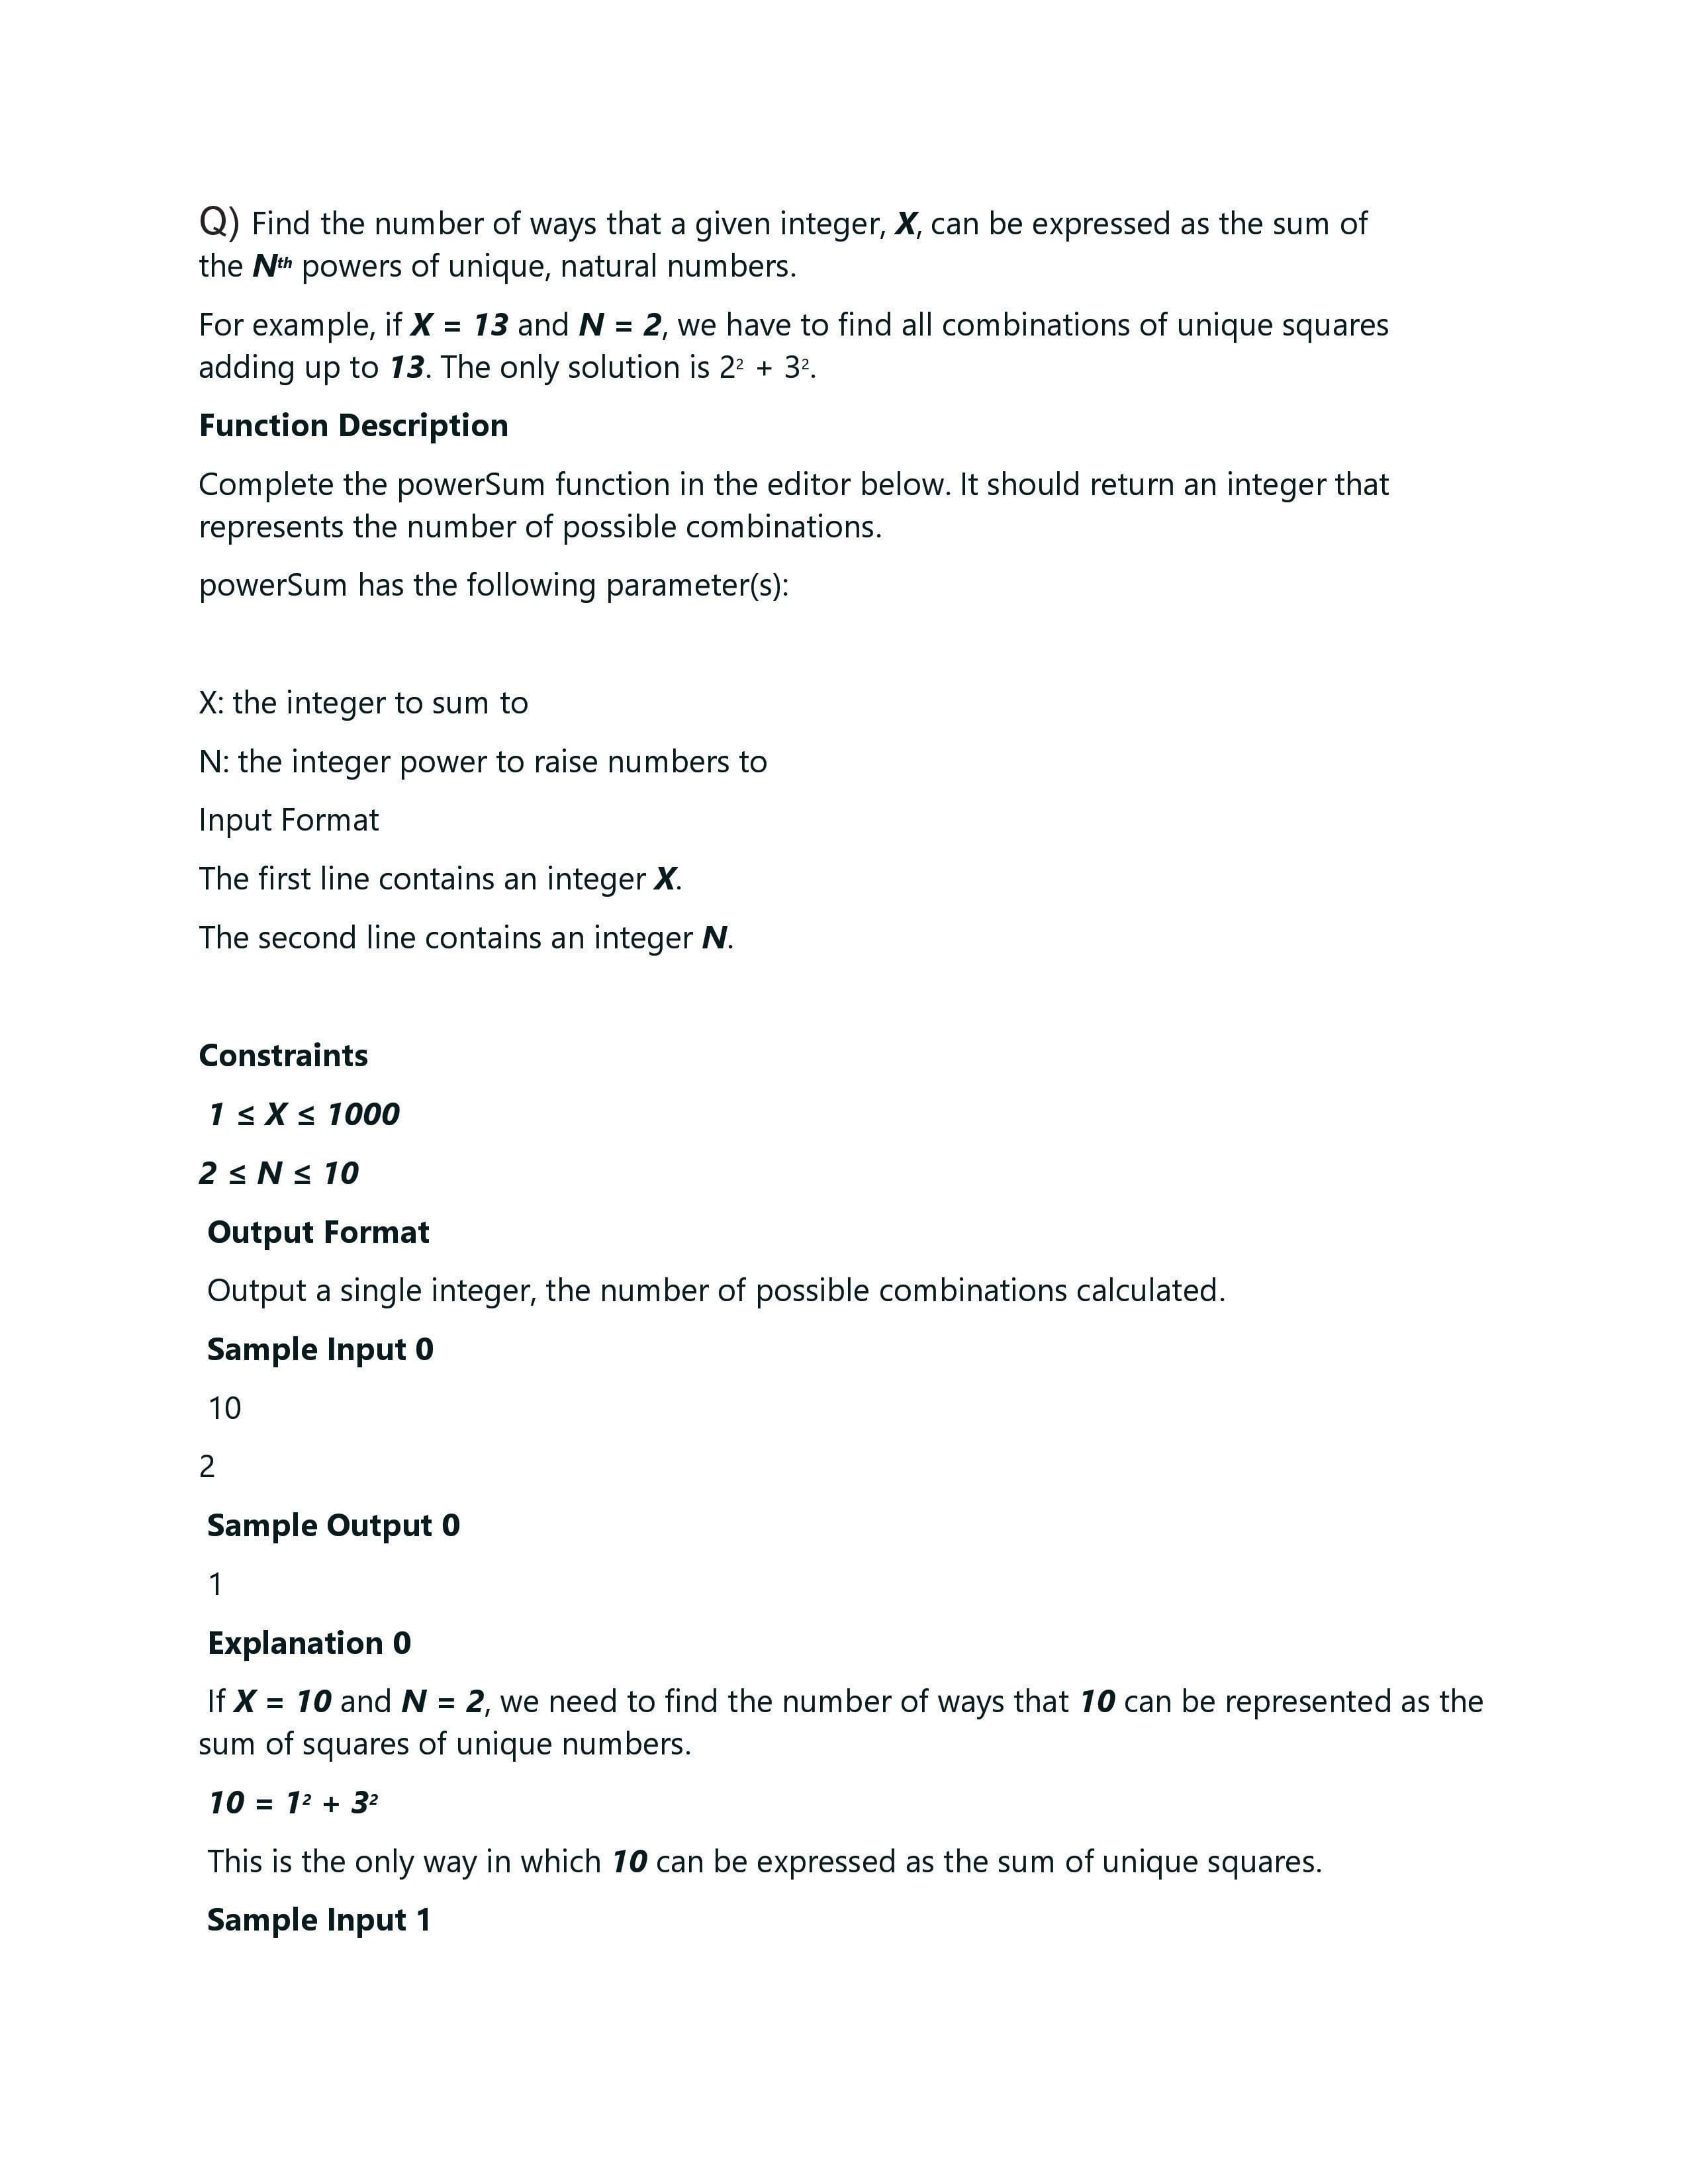 Q) Find the number of ways that a given integer, X, can be expressed as the sum of
the Nᵗʰ powers of unique, natural numbers.
For example, if X = 13 and N = 2, we have to find all combinations of unique squares
adding up to 13. The only solution is 2² + 3².
Function Description
Complete the powerSum function in the editor below. It should return an integer that
represents the number of possible combinations.
powerSum has the following parameter(s):
X: the integer to sum to
N: the integer power to raise numbers to
Input Format
The first line contains an integer X.
The second line contains an integer N.
Constraints
1 ≤ X ≤ 1000
2 ≤ N ≤ 10
Output Format
Output a single integer, the number of possible combinations calculated.
Sample Input 0
10
2
Sample Output 0
1
Explanation 0
If X = 10 and N = 2, we need to find the number of ways that 10 can be represented as the
sum of squares of unique numbers.
10 = 1² + 3²
This is the only way in which 10 can be expressed as the sum of unique squares.
Sample Input 1